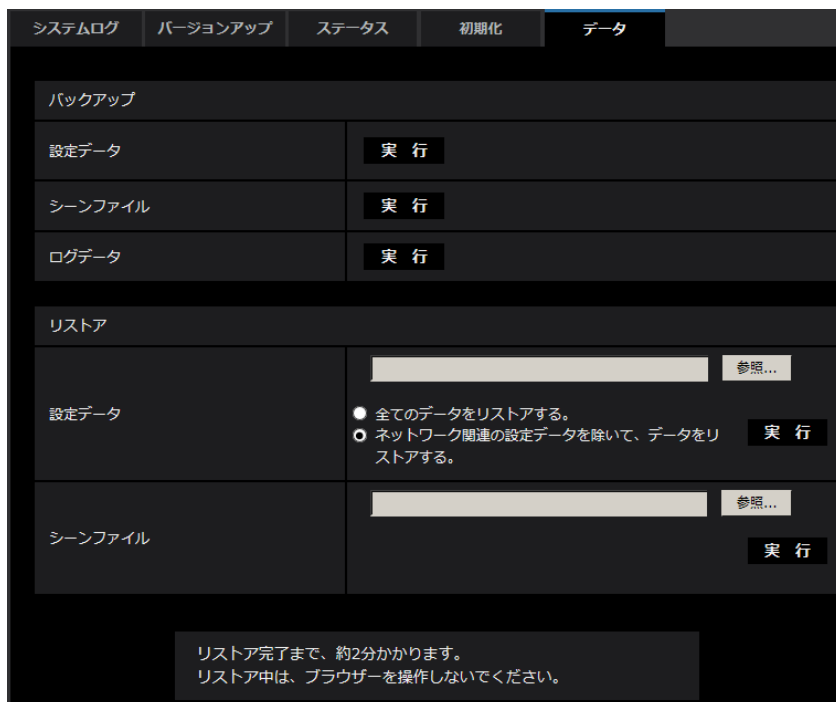 システムログ バージョンアップ ステータス 初期化 データ
バックアップ
設定データ 実 行
シーンファイル 実 行
ログデータ 実 行
リストア
参照...
設定データ
全てのデータをリストアする。
ネットワーク関連の設定データを除いて、データをリ
ストアする。
実 行
参照...
シーンファイル
実 行
リストア完了まで、約2分かかります。
リストア中は、ブラウザーを操作しないでください。